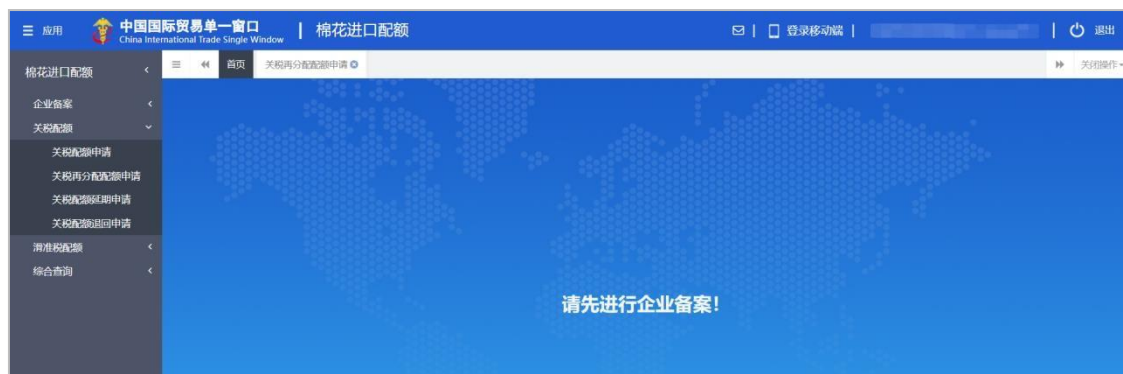 应用
中国国际贸易单一窗口
China International Trade Single Window
棉花进口配额
登录移动端
退出
棉花进口配额
首页
关税再分配配额申请
关闭操作
企业备案
关税配额
关税配额申请
关税再分配配额申请
关税配额延期申请
关税配额退回申请
滑准税配额
综合查询
请先进行企业备案!